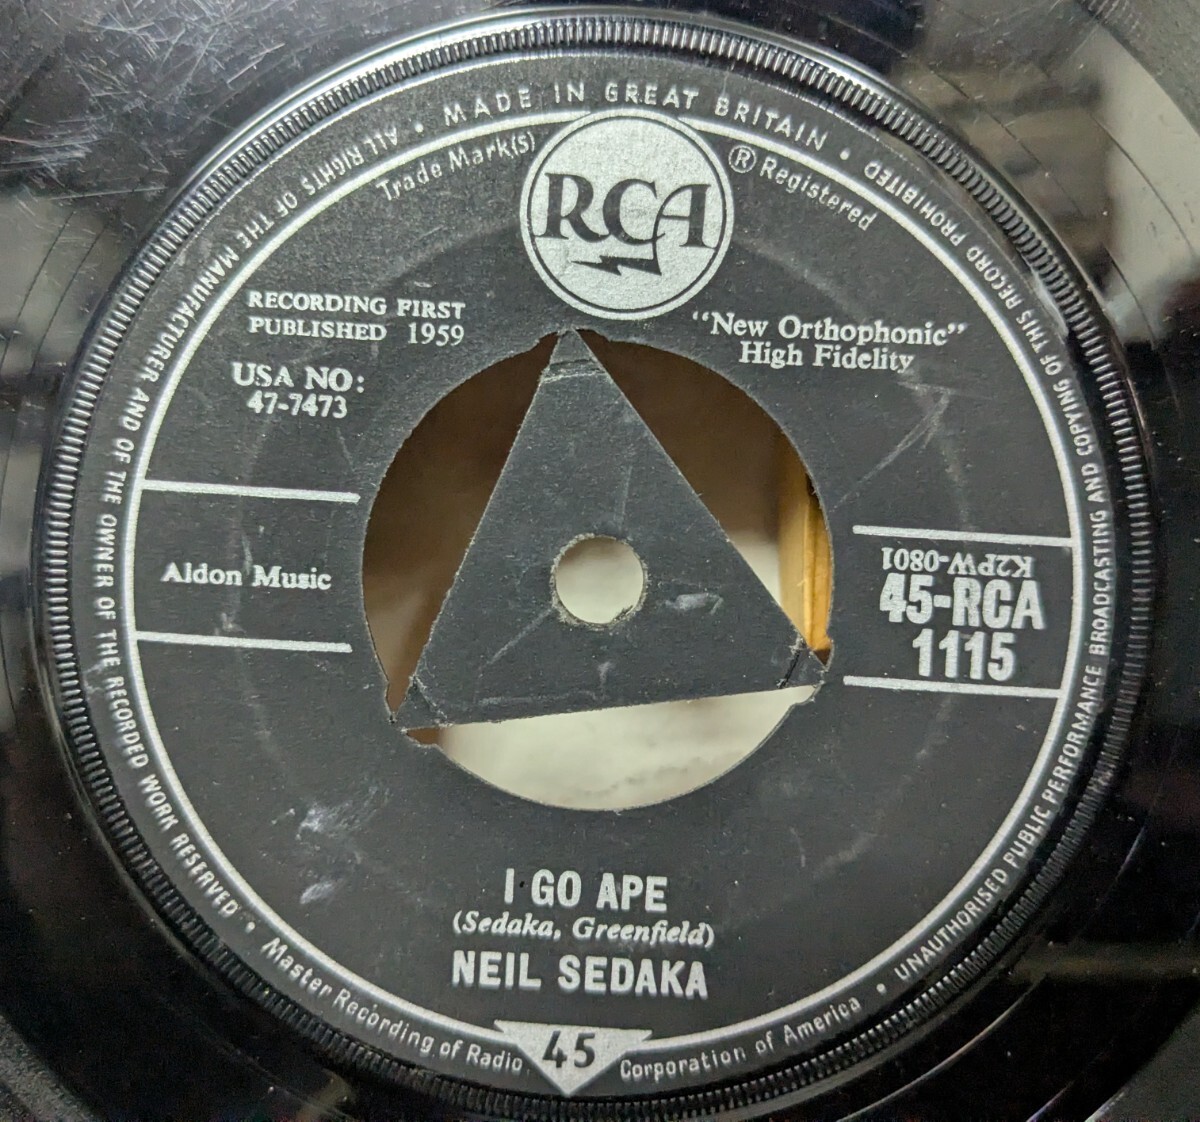 ALL RIGHTS OF THE MANUFACTURER AND OF THE OWNER OF THE RECORDED WORK RESERVED •
• MADE IN GREAT BRITAIN •
UNAUTHORISED PUBLIC PERFORMANCE BROADCASTING AND COPYING OF THIS RECORD PROHIBITED
Trade Mark(s)
RCA
® Registered
RECORDING FIRST
PUBLISHED 1959
"New Orthophonic"
High Fidelity
USA NO:
47-7473
Aldon Music
K2PW-0801
45-RCA
1115
I GO APE
(Sedaka, Greenfield)
NEIL SEDAKA
Master Recording of Radio Corporation of America •
45